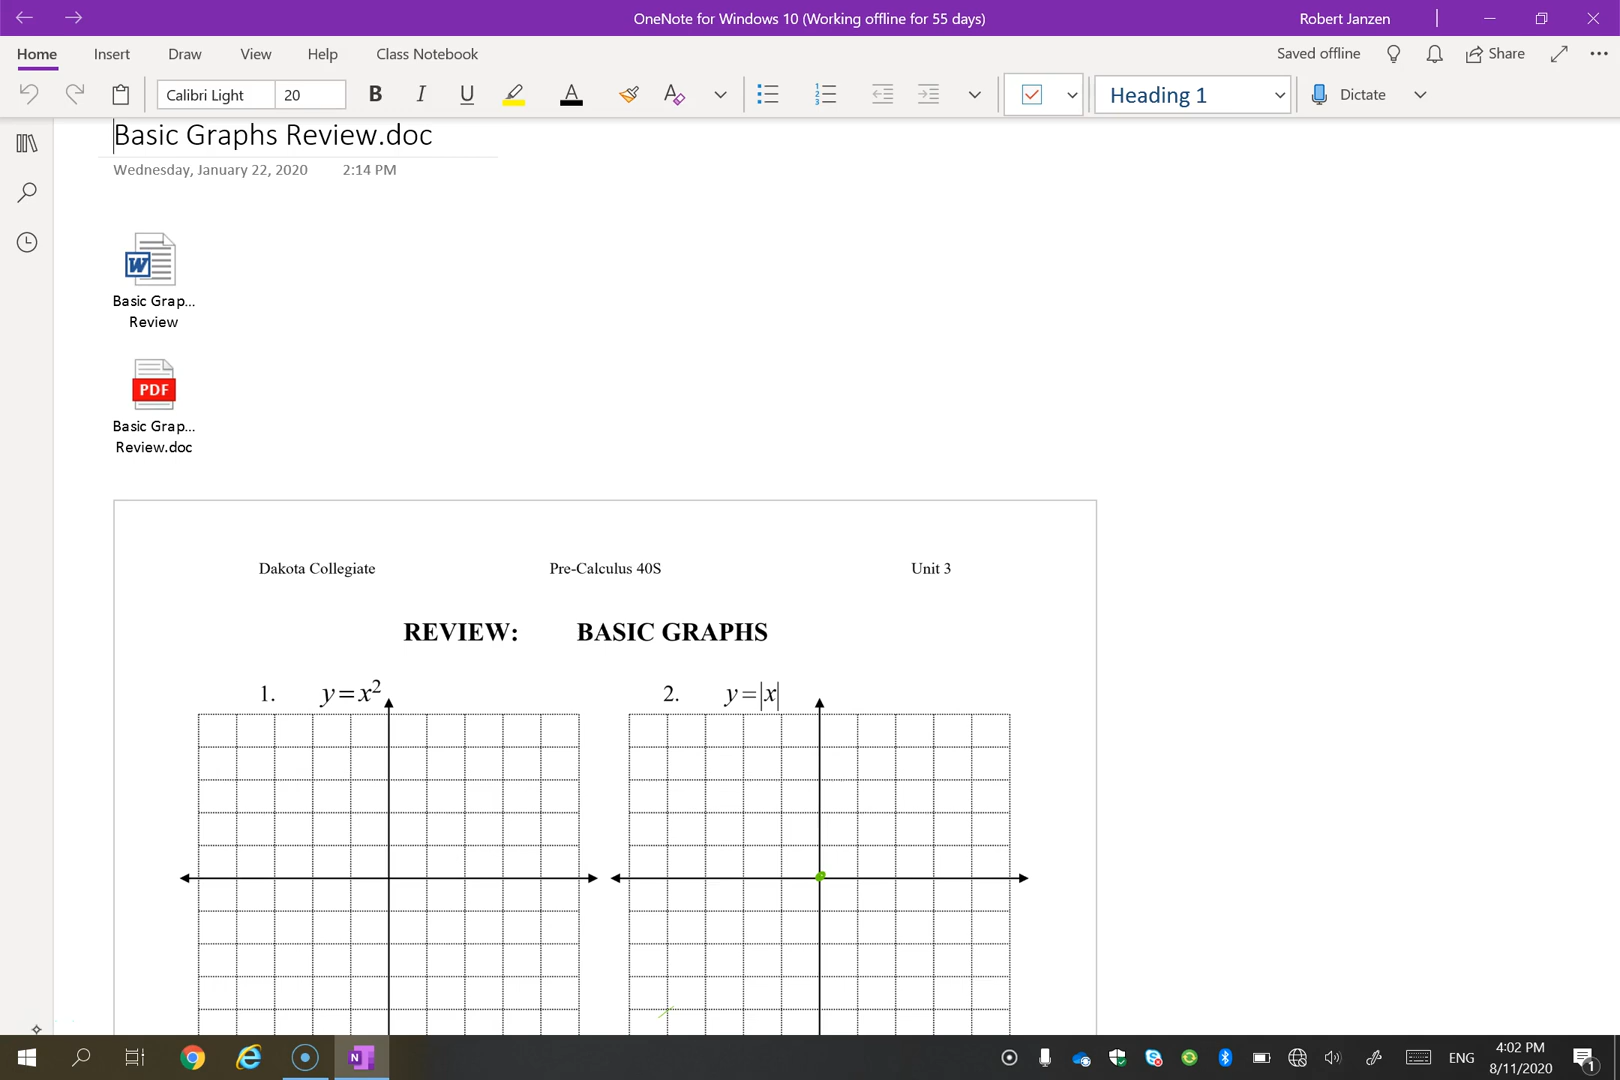 OneNote for Windows 10 (Working offline for 55 days)
Robert Janzen
Home Insert Draw View Help Class Notebook
Saved offline
Share
Calibri Light 20 B I U A A
Heading 1
Dictate
Basic Graphs Review.doc
Wednesday, January 22, 2020 2:14 PM
W
Basic Grap...
Review
PDF
Basic Grap...
Review.doc
Dakota Collegiate Pre-Calculus 40S Unit 3
REVIEW: BASIC GRAPHS
1. y=x² 2. y=|x|
N
ENG
4:02 PM
8/11/2020
1